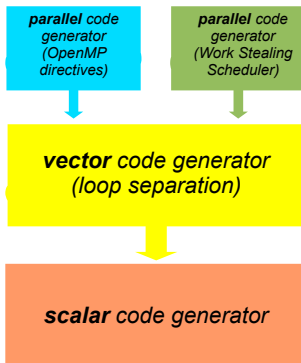 parallel code
generator
(OpenMP
directives)
parallel code
generator
(Work Stealing
Scheduler)
vector code generator
(loop separation)
scalar code generator